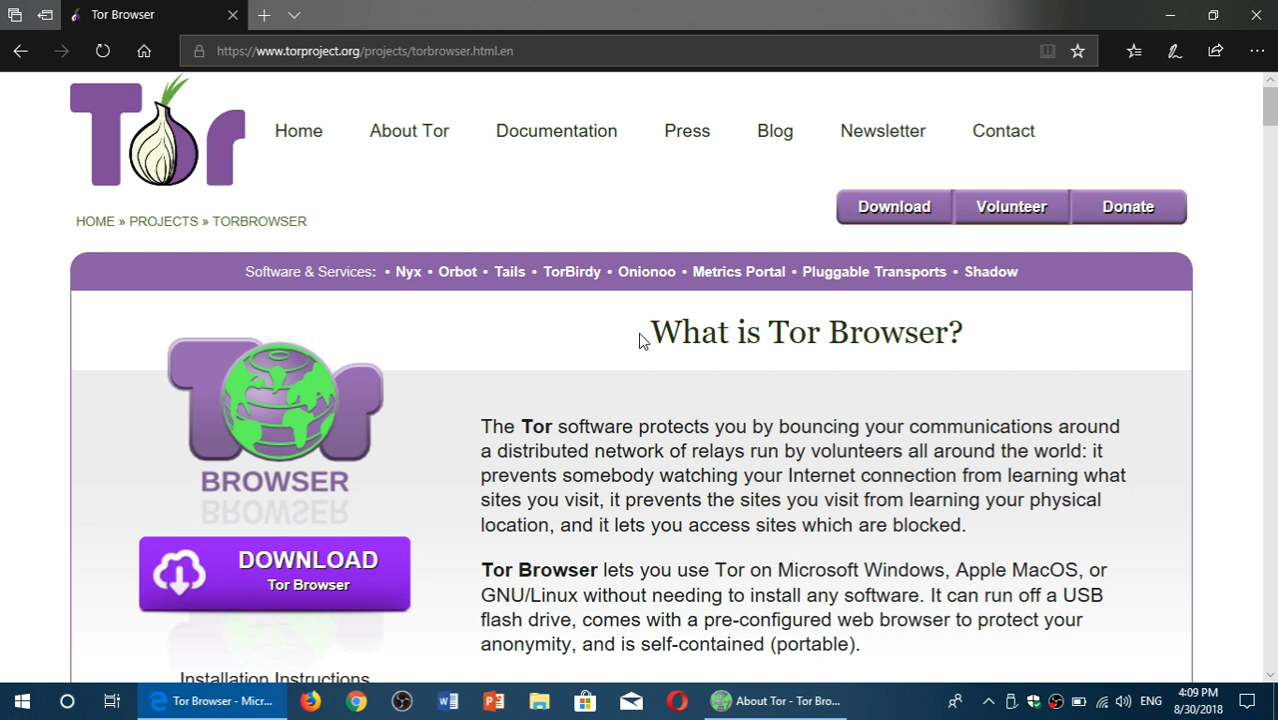 Tor Browser
https://www.torproject.org/projects/torbrowser.html.en
Tor
Home About Tor Documentation Press Blog Newsletter Contact
Download Volunteer Donate
HOME » PROJECTS » TORBROWSER
Software & Services: • Nyx • Orbot • Tails • TorBirdy • Onionoo • Metrics Portal • Pluggable Transports • Shadow
What is Tor Browser?
Tor
BROWSER
DOWNLOAD
Tor Browser
Installation Instructions
The Tor software protects you by bouncing your communications around
a distributed network of relays run by volunteers all around the world: it
prevents somebody watching your Internet connection from learning what
sites you visit, it prevents the sites you visit from learning your physical
location, and it lets you access sites which are blocked.
Tor Browser lets you use Tor on Microsoft Windows, Apple MacOS, or
GNU/Linux without needing to install any software. It can run off a USB
flash drive, comes with a pre-configured web browser to protect your
anonymity, and is self-contained (portable).
Tor Browser - Micr...
About Tor - Tor Bro...
ENG
4:09 PM
8/30/2018